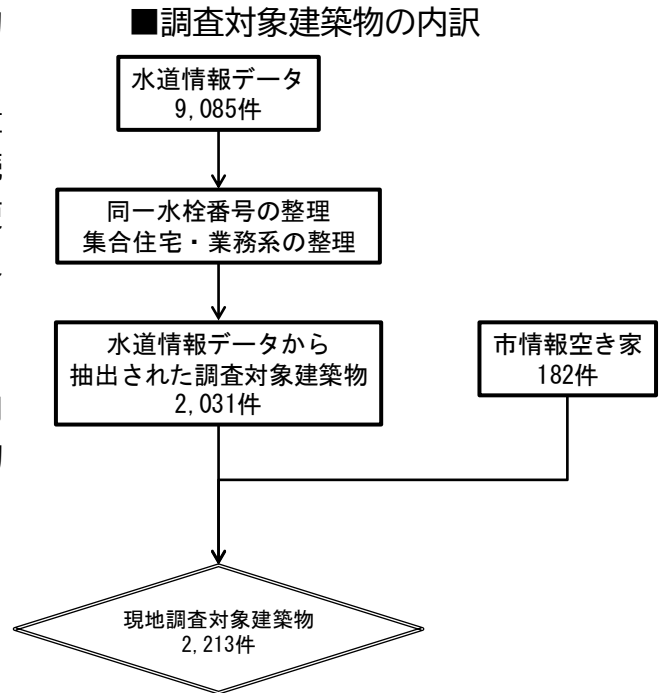 ■調査対象建築物の内訳
水道情報データ
9,085件
同一水栓番号の整理
集合住宅・業務系の整理
水道情報データから
抽出された調査対象建築物
2,031件
市情報空き家
182件
現地調査対象建築物
2,213件